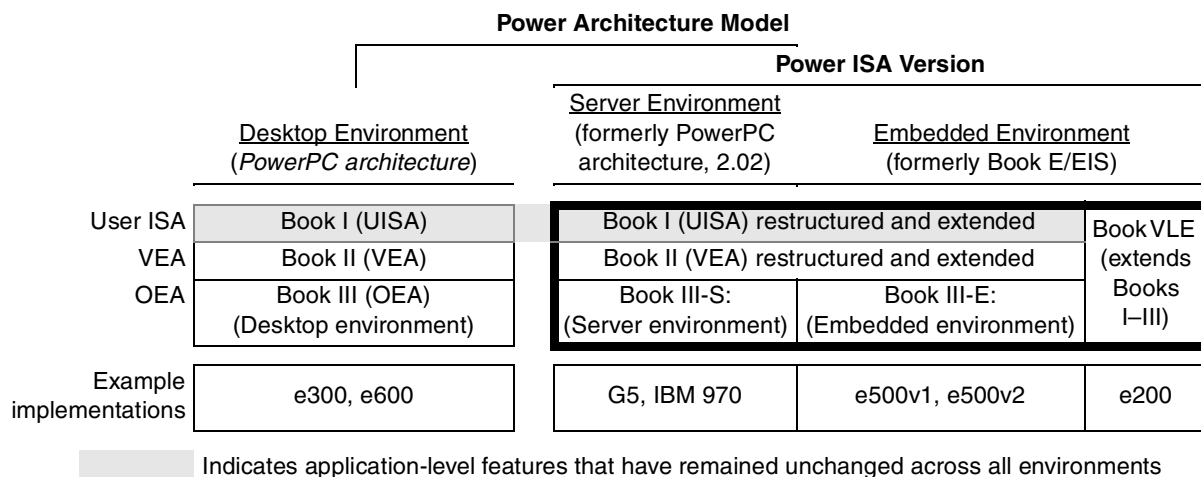 Power Architecture Model
Power ISA Version
Desktop Environment
(PowerPC architecture)
Server Environment
(formerly PowerPC
architecture, 2.02)
Embedded Environment
(formerly Book E/EIS)
User ISA
Book I (UISA)
Book I (UISA) restructured and extended
Book VLE
(extends
Books
I–III)
VEA
Book II (VEA)
Book II (VEA) restructured and extended
OEA
Book III (OEA)
(Desktop environment)
Book III-S:
(Server environment)
Book III-E:
(Embedded environment)
Example
implementations
e300, e600
G5, IBM 970
e500v1, e500v2
e200
Indicates application-level features that have remained unchanged across all environments